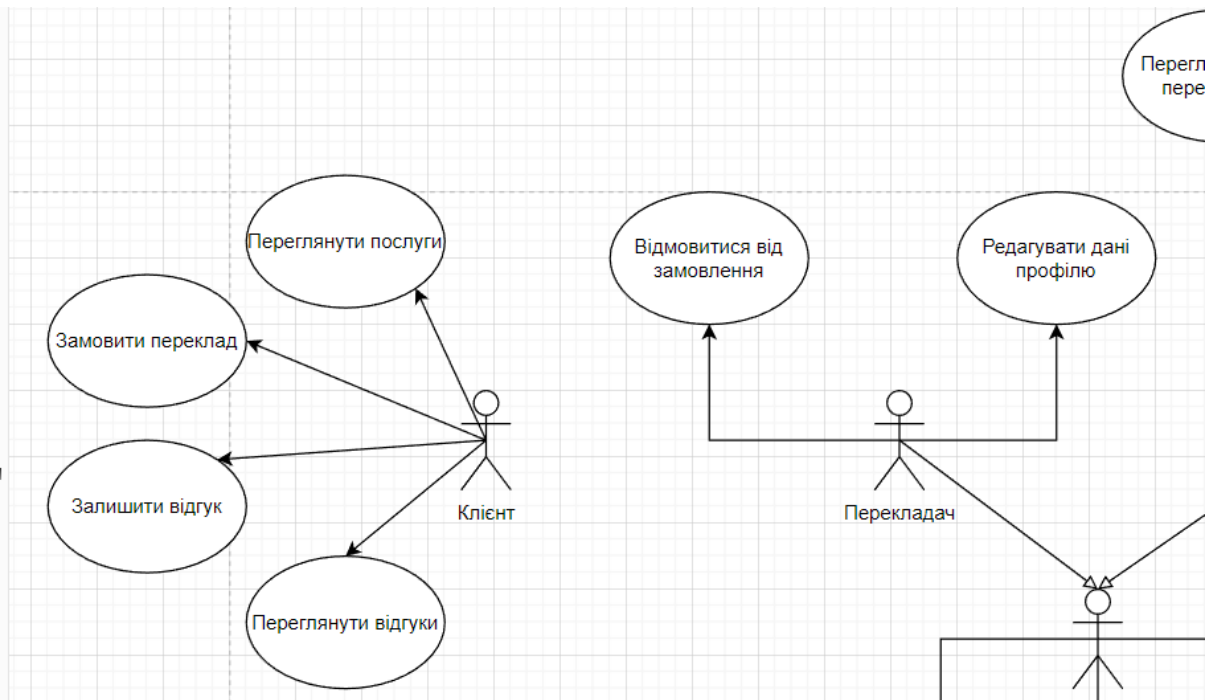 Переглянути послуги
Відмовитися від
замовлення
Редагувати дані
профілю
Замовити переклад
Залишити відгук
Клієнт
Перекладач
Переглянути відгуки